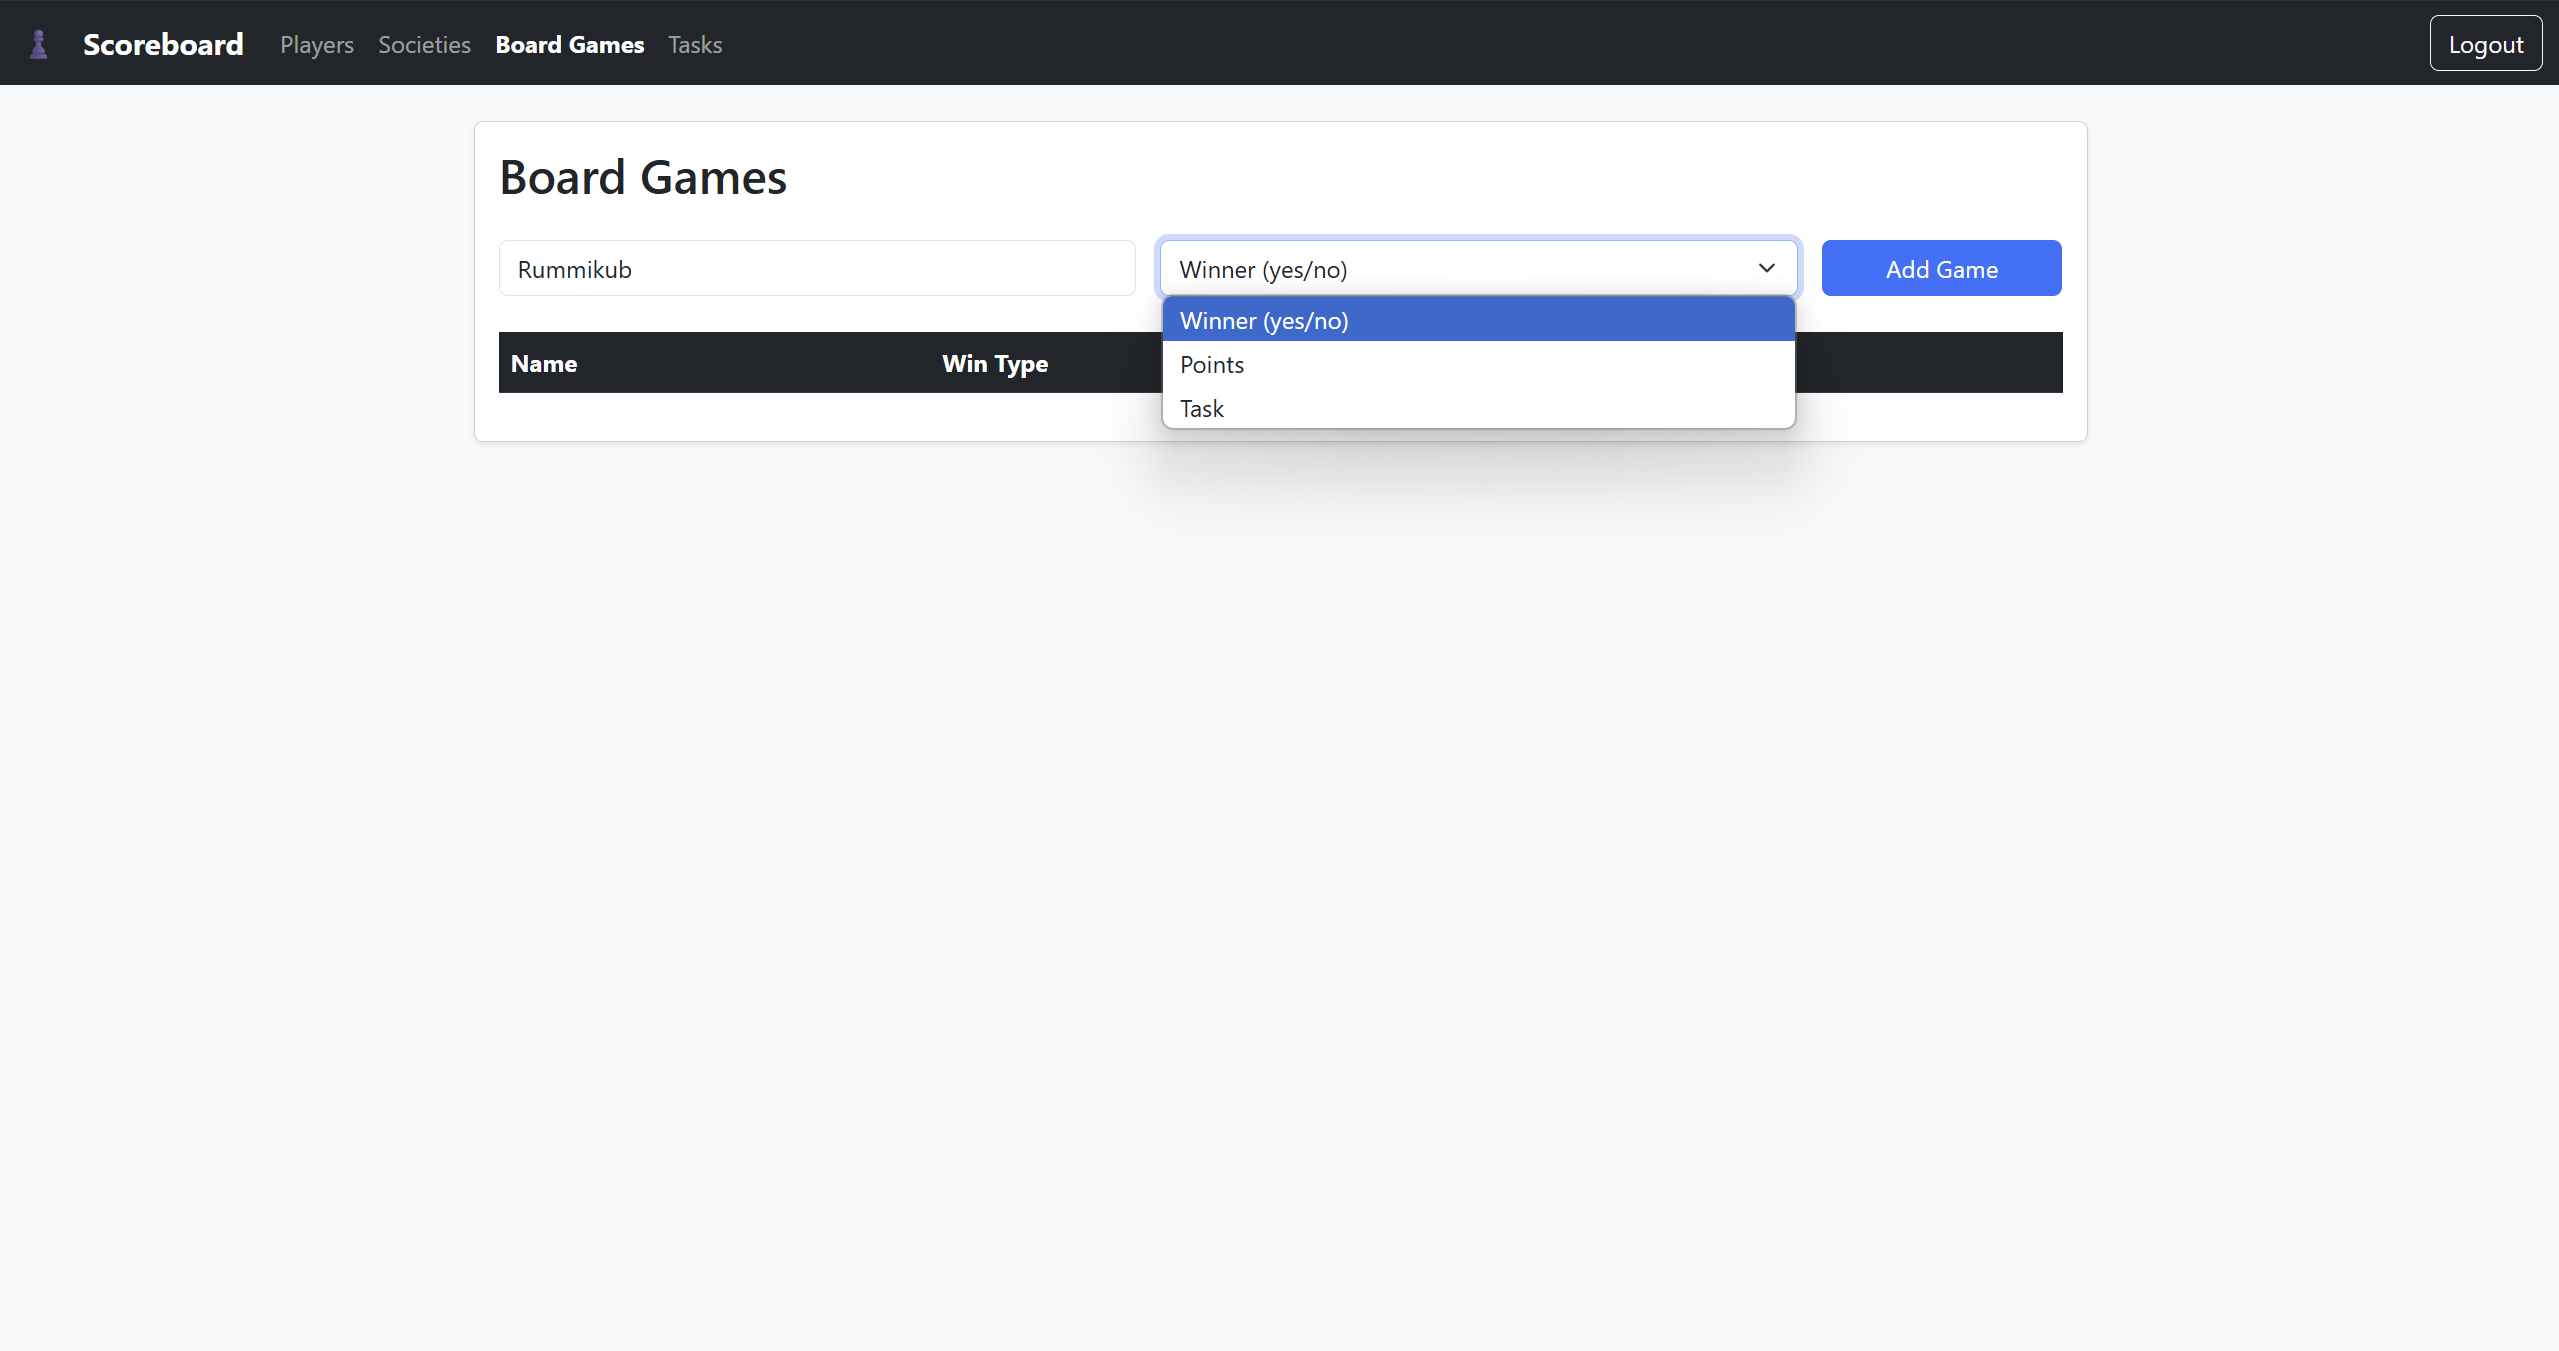 Scoreboard Players Societies Board Games Tasks Logout
Board Games
Rummikub Winner (yes/no) Add Game
Winner (yes/no)
Name Win Type Points
Task